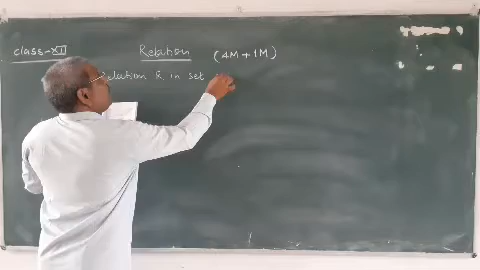 class-XII
Relation (4M+1M)
Relation R in set